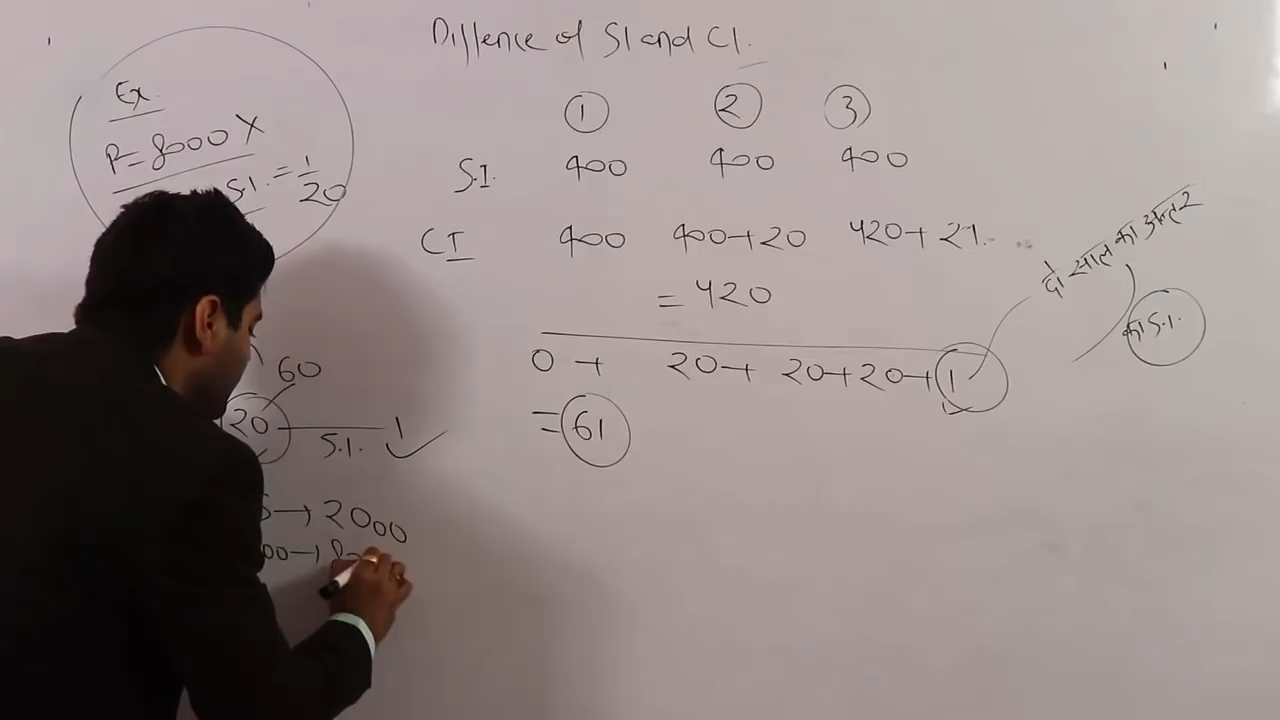 Diffence of SI and CI.
Ex
P = 8000 X
S.I. = 1/20
① ② ③
S.I. 400 400 400
CI 400 400+20 420+21.
= 420
0 + 20+ 20+20+1
= 61
दो साल का अन्तर
का S.I.
60
20 S.I. 1 ✓
→ 2000
00 →